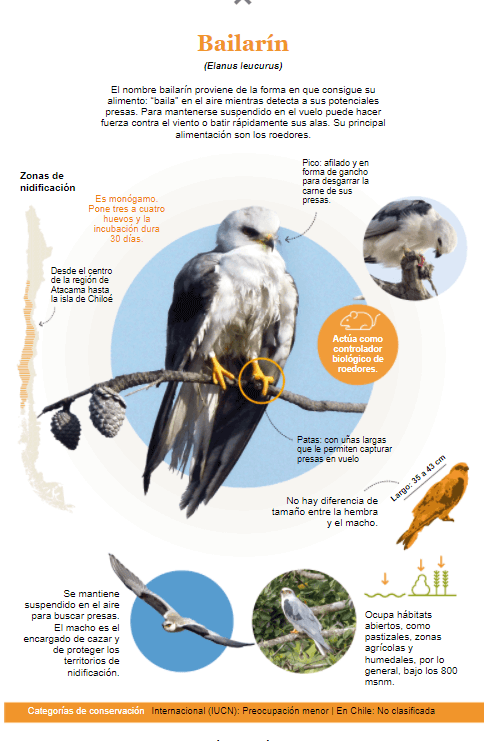 Bailarín
(Elanus leucurus)
El nombre bailarín proviene de la forma en que consigue su
alimento: “baila” en el aire mientras detecta a sus potenciales
presas. Para mantenerse suspendido en el vuelo puede hacer
fuerza contra el viento o batir rápidamente sus alas. Su principal
alimentación son los roedores.
Zonas de
nidificación
Es monógamo.
Pone tres a cuatro
huevos y la
incubación dura
30 días.
Pico: afilado y en
forma de gancho
para desgarrar la
carne de sus
presas.
Desde el centro
de la región de
Atacama hasta
la isla de Chiloé
Actúa como
controlador
biológico de
roedores.
Patas: con uñas largas
que le permiten capturar
presas en vuelo
Largo: 35 a 43 cm
No hay diferencia de
tamaño entre la hembra
y el macho.
Se mantiene
suspendido en el aire
para buscar presas.
El macho es el
encargado de cazar y
de proteger los
territorios de
nidificación.
Ocupa hábitats
abiertos, como
pastizales, zonas
agrícolas y
humedales, por lo
general, bajo los 800
msnm.
Categorías de conservación Internacional (IUCN): Preocupación menor | En Chile: No clasificada